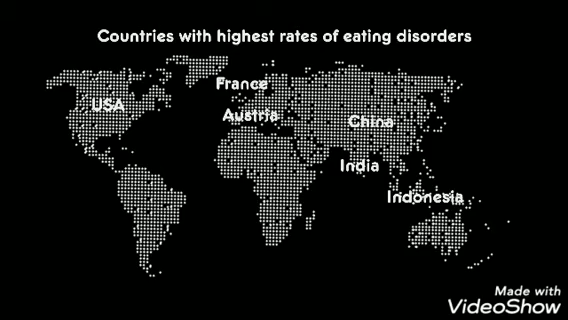 Countries with highest rates of eating disorders
France
USA
Austria
China
India
Indonesia
Made with
VideoShow